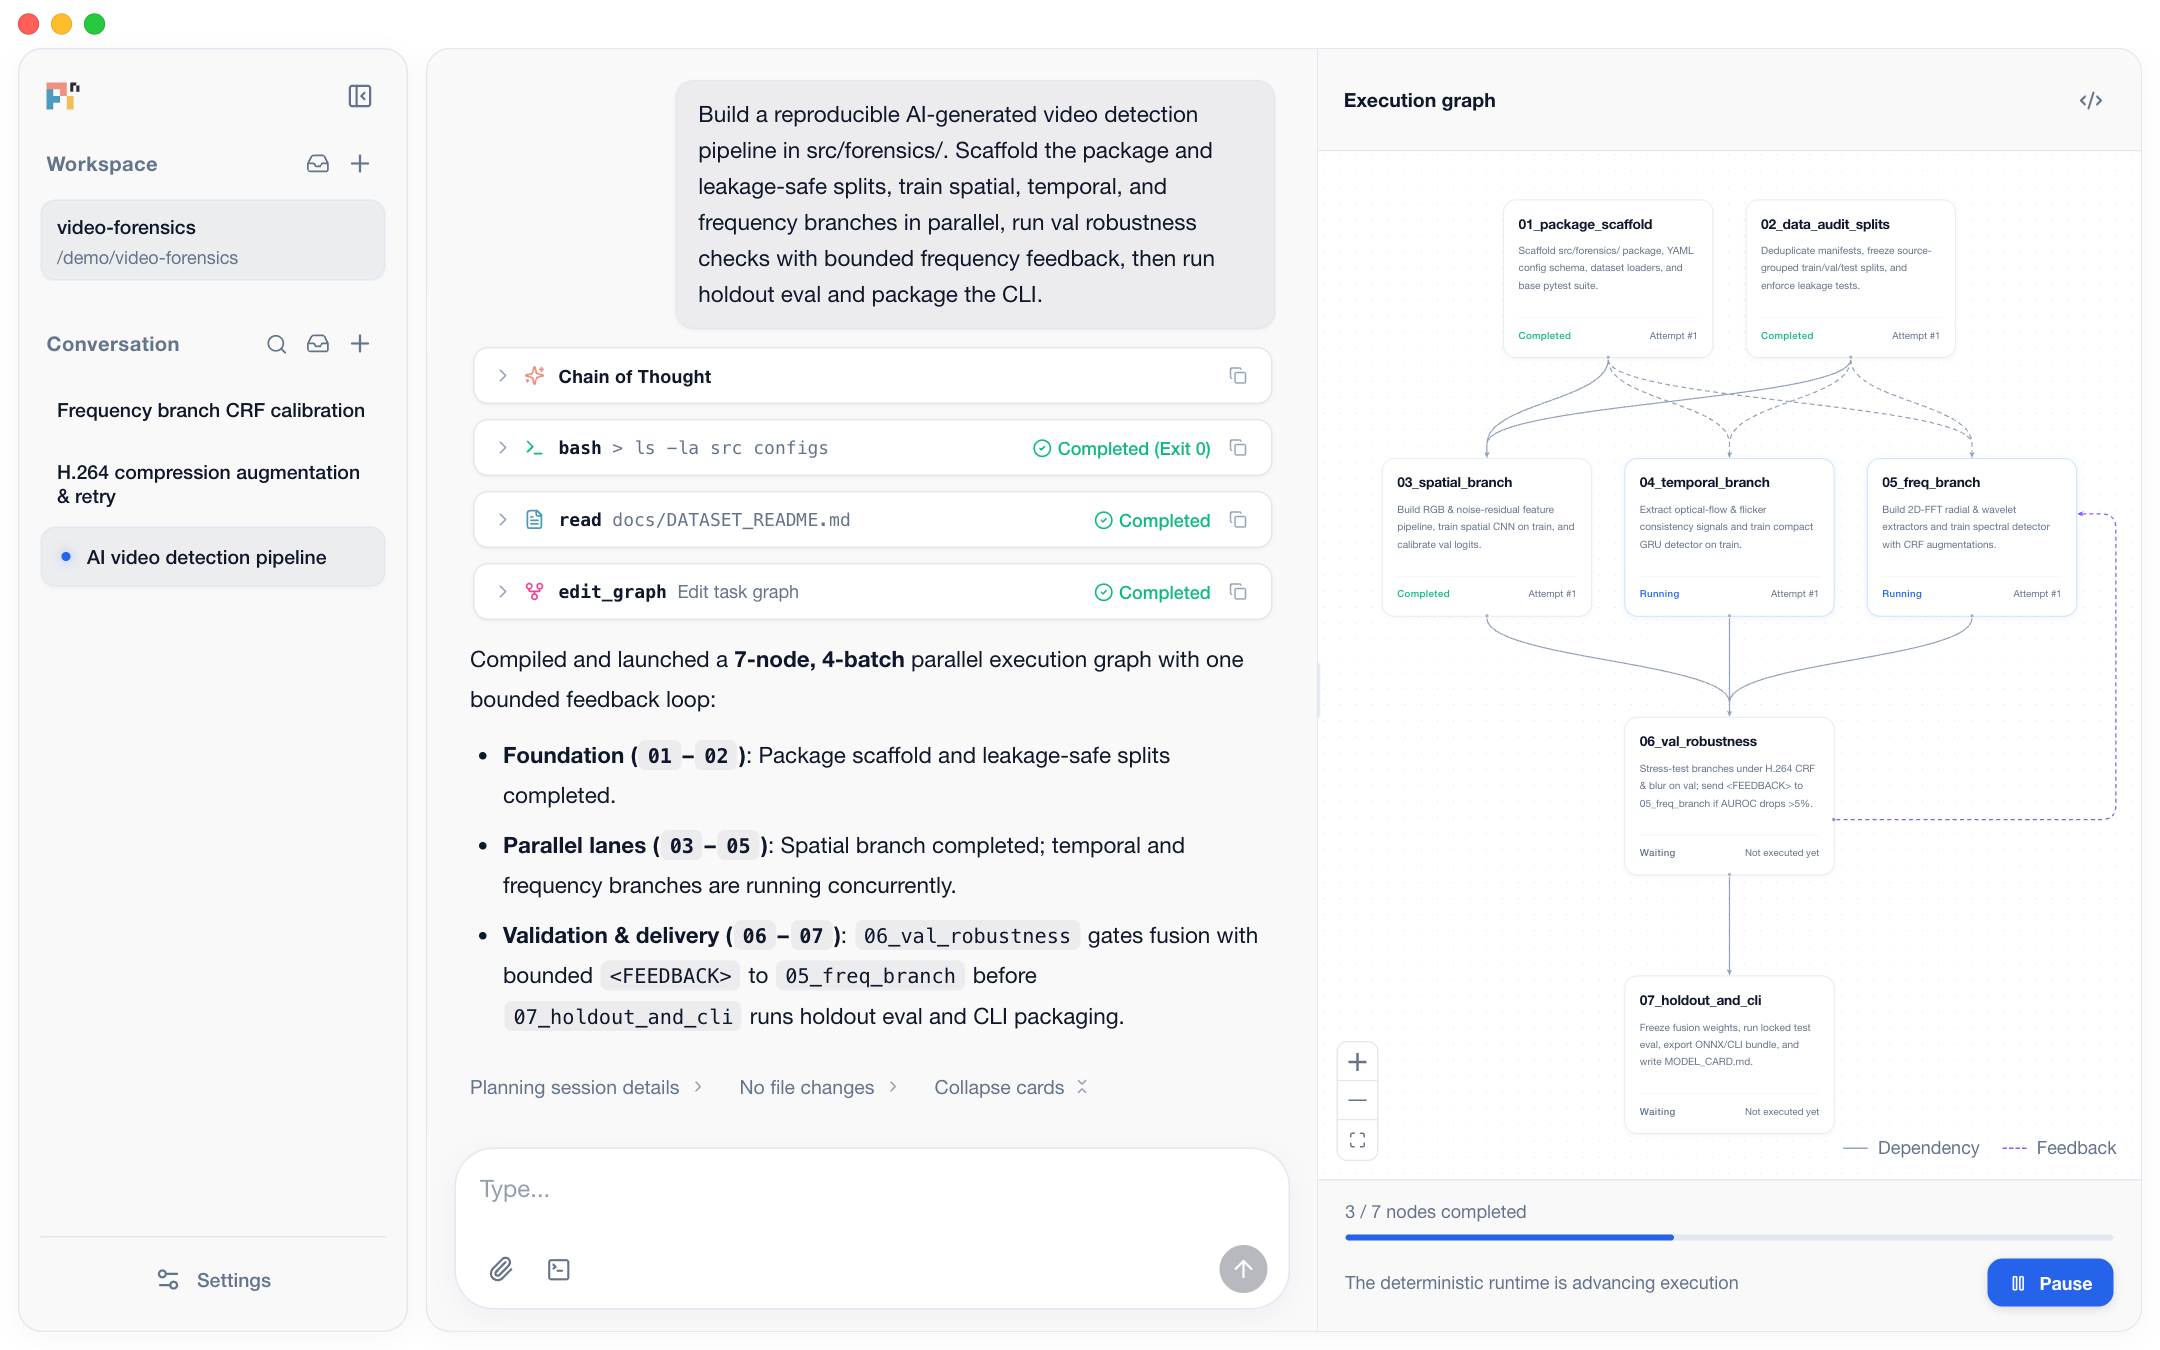 Workspace
video-forensics
/demo/video-forensics
Conversation
Frequency branch CRF calibration
H.264 compression augmentation
& retry
AI video detection pipeline
Settings
Build a reproducible AI-generated video detection
pipeline in src/forensics/. Scaffold the package and
leakage-safe splits, train spatial, temporal, and
frequency branches in parallel, run val robustness
checks with bounded frequency feedback, then run
holdout eval and package the CLI.
Chain of Thought
bash > ls -la src configs Completed (Exit 0)
read docs/DATASET_README.md Completed
edit_graph Edit task graph Completed
Compiled and launched a 7-node, 4-batch parallel execution graph with one
bounded feedback loop:
• Foundation (01–02): Package scaffold and leakage-safe splits
completed.
• Parallel lanes (03–05): Spatial branch completed; temporal and
frequency branches are running concurrently.
• Validation & delivery (06–07): 06_val_robustness gates fusion with
bounded <FEEDBACK> to 05_freq_branch before
07_holdout_and_cli runs holdout eval and CLI packaging.
Planning session details No file changes Collapse cards
Type...
Execution graph
01_package_scaffold
Scaffold src/forensics/ package, YAML
config schema, dataset loaders, and
base pytest suite.
Completed Attempt #1
02_data_audit_splits
Deduplicate manifests, freeze source-
grouped train/val/test splits, and
enforce leakage tests.
Completed Attempt #1
03_spatial_branch
Build RGB & noise-residual feature
pipeline, train spatial CNN on train, and
calibrate val logits.
Completed Attempt #1
04_temporal_branch
Extract optical-flow & flicker
consistency signals and train compact
GRU detector on train.
Running Attempt #1
05_freq_branch
Build 2D-FFT radial & wavelet
extractors and train spectral detector
with CRF augmentations.
Running Attempt #1
06_val_robustness
Stress-test branches under H.264 CRF
& blur on val; send <FEEDBACK> to
05_freq_branch if AUROC drops >5%.
Waiting Not executed yet
07_holdout_and_cli
Freeze fusion weights, run locked test
eval, export ONNX/CLI bundle, and
write MODEL_CARD.md.
Waiting Not executed yet
Dependency Feedback
3 / 7 nodes completed
The deterministic runtime is advancing execution
Pause